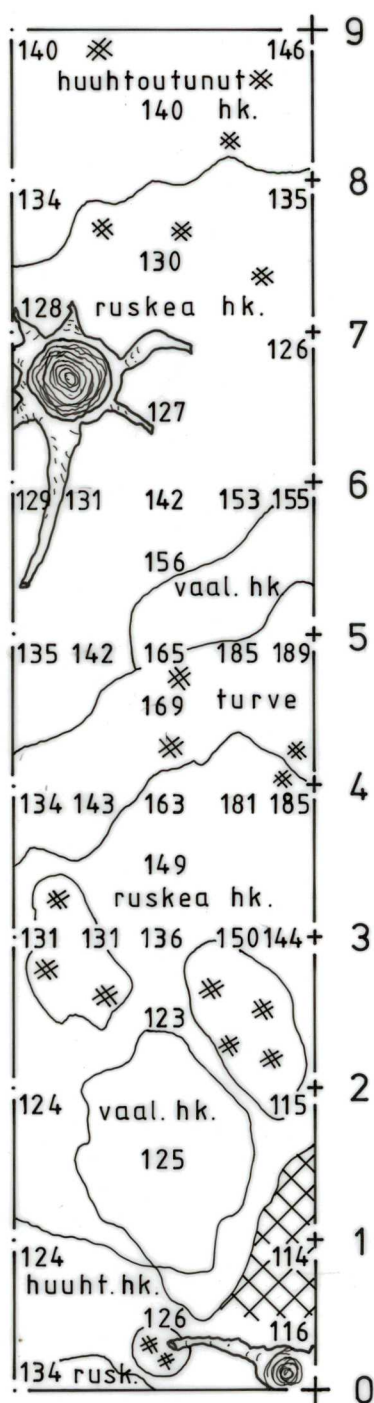 9
140 146
huuhtoutunut
140 hk.
134 135 8
130
128 ruskea hk.
7
126
127
6
129 131 142 153 155
156
vaal. hk.
5
135 142 165 185 189
169 turve
4
134 143 163 181 185
149
ruskea hk.
131 131 136 150 144 3
123
124 115 2
vaal. hk.
125
1
124 114
huuht. hk.
126 116
134 rusk. 0